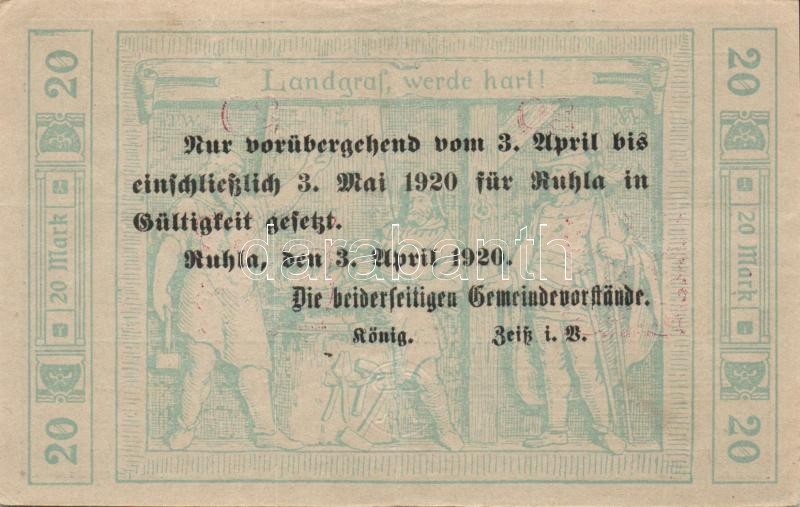 Landgraf, werde hart!
20
20
Nur vorübergehend vom 3. April bis
einschließlich 3. Mai 1920 für Ruhla in
Gültigkeit gesetzt.
Ruhla, den 3. April 1920.
Die beiderseitigen Gemeindevorstände.
König. Zeiß i. V.
20 Mark
20 Mark
20
20
darabanth